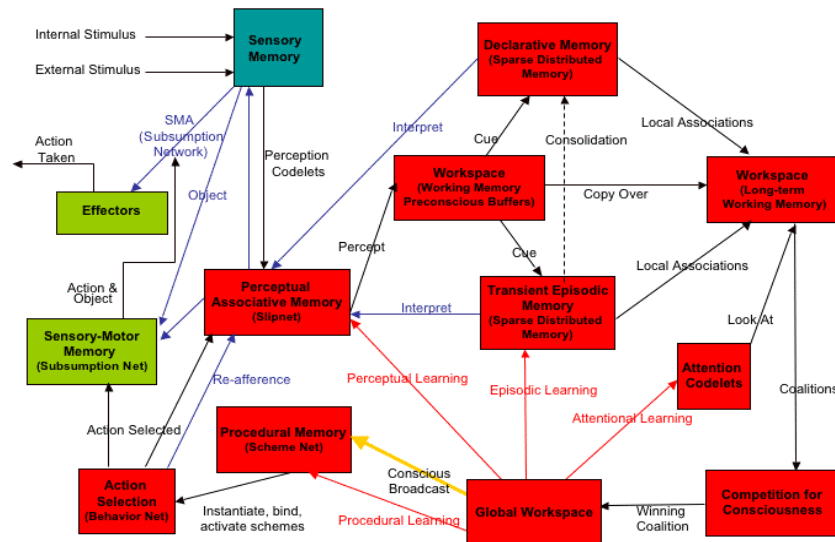 Internal Stimulus
External Stimulus
Sensory
Memory
Declarative Memory
(Sparse Distributed
Memory)
SMA
(Subsumption
Network)
Action
Taken
Perception
Codelets
Interpret
Cue
Consolidation
Local Associations
Effectors
Object
Workspace
(Working Memory
Preconscious Buffers)
Copy Over
Workspace
(Long-term
Working Memory)
Percept
Cue
Local Associations
Action &
Object
Perceptual
Associative Memory
(Slipnet)
Interpret
Transient Episodic
Memory
(Sparse Distributed
Memory)
Sensory-Motor
Memory
(Subsumption Net)
Look At
Re-afference
Perceptual Learning
Episodic Learning
Attention
Codelets
Coalitions
Attentional Learning
Action Selected
Procedural Memory
(Scheme Net)
Conscious
Broadcast
Action
Selection
(Behavior Net)
Instantiate, bind,
activate schemes
Procedural Learning
Global Workspace
Winning
Coalition
Competition for
Consciousness